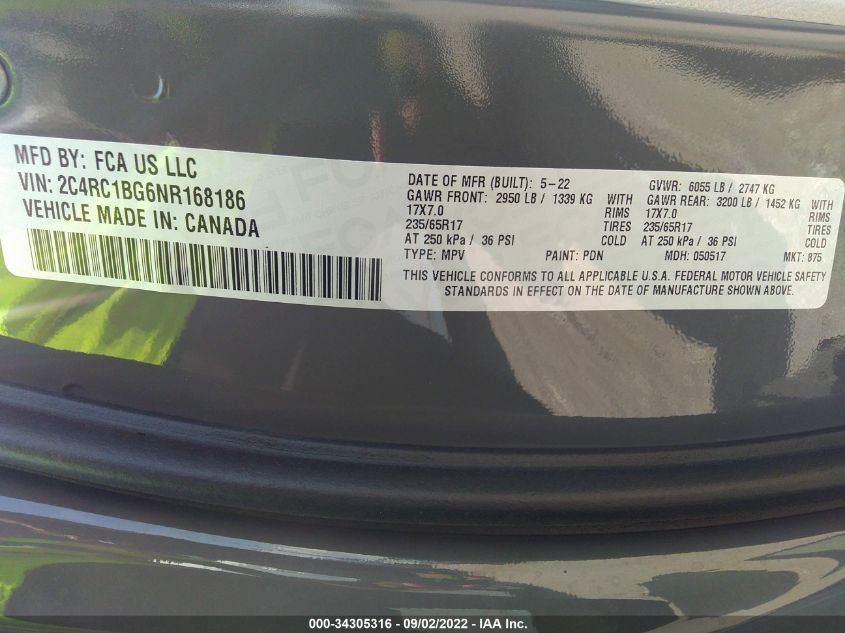 MFD BY: FCA US LLC
VIN: 2C4RC1BG6NR168186
VEHICLE MADE IN: CANADA
DATE OF MFR (BUILT): 5-22
GVWR: 6055 LB / 2747 KG
GAWR FRONT: 2950 LB / 1339 KG WITH
GAWR REAR: 3200 LB / 1452 KG WITH
17X7.0 RIMS
17X7.0 RIMS
235/65R17 TIRES
235/65R17 TIRES
AT 250 kPa / 36 PSI COLD
AT 250 kPa / 36 PSI COLD
TYPE: MPV PAINT: PDN MDH: 050517 MKT: 875
THIS VEHICLE CONFORMS TO ALL APPLICABLE U.S.A. FEDERAL MOTOR VEHICLE SAFETY
STANDARDS IN EFFECT ON THE DATE OF MANUFACTURE SHOWN ABOVE.
000-34305316 - 09/02/2022 - IAA Inc.